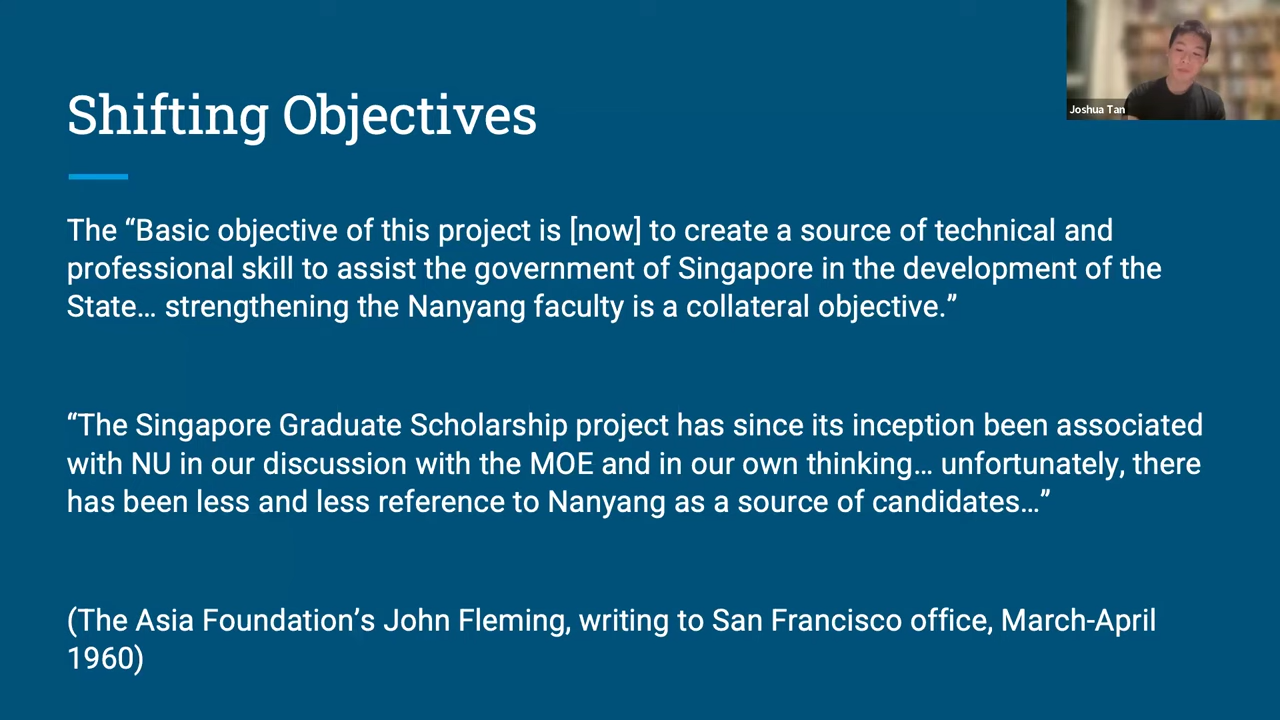 Joshua Tan
Shifting Objectives
The “Basic objective of this project is [now] to create a source of technical and
professional skill to assist the government of Singapore in the development of the
State… strengthening the Nanyang faculty is a collateral objective.”
“The Singapore Graduate Scholarship project has since its inception been associated
with NU in our discussion with the MOE and in our own thinking… unfortunately, there
has been less and less reference to Nanyang as a source of candidates…”
(The Asia Foundation’s John Fleming, writing to San Francisco office, March-April
1960)